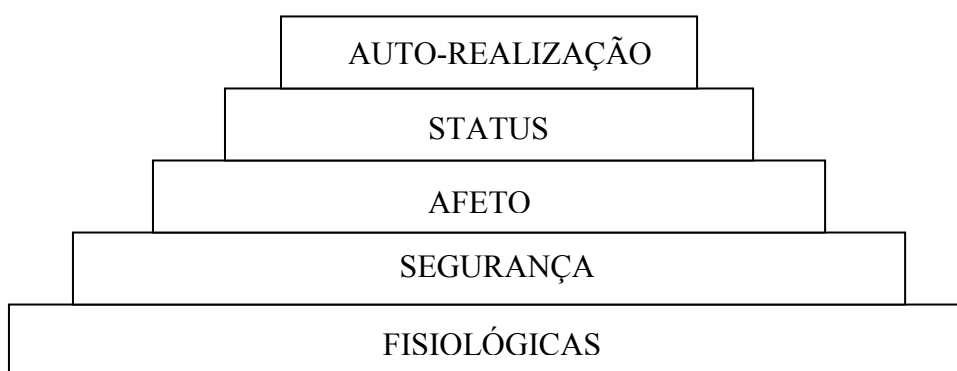 AUTO-REALIZAÇÃO
STATUS
AFETO
SEGURANÇA
FISIOLÓGICAS